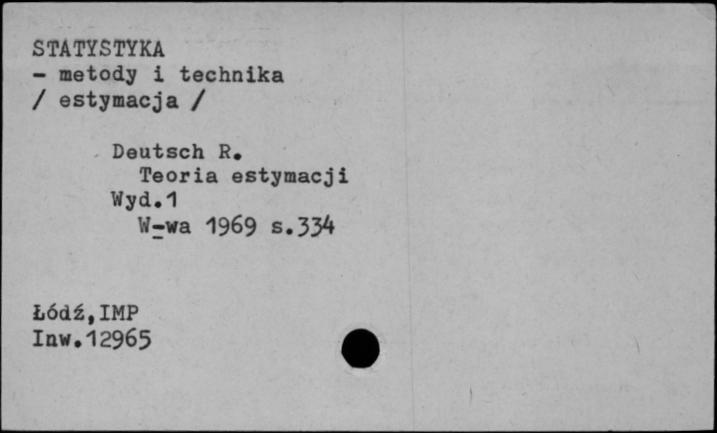 STATYSTYKA
- metody i technika
/ estymacja /
Deutsch R.
Teoria estymacji
Wyd.1
W-wa 1969 s.334
Łódź,IMP
Inw.12965